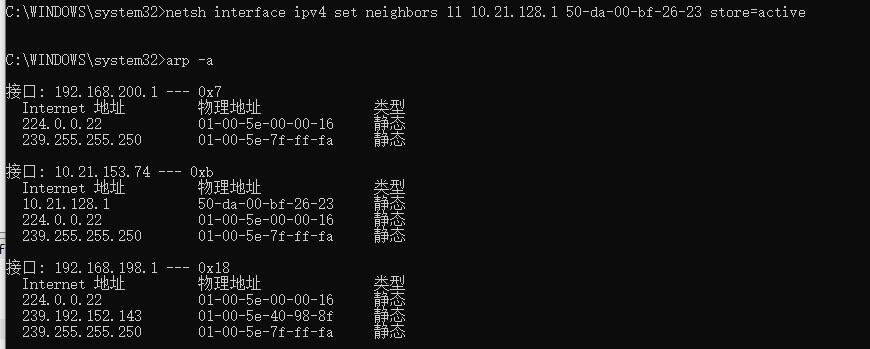 C:\WINDOWS\system32>netsh interface ipv4 set neighbors 11 10.21.128.1 50-da-00-bf-26-23 store=active
C:\WINDOWS\system32>arp -a
接口: 192.168.200.1 --- 0x7
Internet 地址 物理地址 类型
224.0.0.22 01-00-5e-00-00-16 静态
239.255.255.250 01-00-5e-7f-ff-fa 静态
接口: 10.21.153.74 --- 0xb
Internet 地址 物理地址 类型
10.21.128.1 50-da-00-bf-26-23 静态
224.0.0.22 01-00-5e-00-00-16 静态
239.255.255.250 01-00-5e-7f-ff-fa 静态
接口: 192.168.198.1 --- 0x18
Internet 地址 物理地址 类型
224.0.0.22 01-00-5e-00-00-16 静态
239.192.152.143 01-00-5e-40-98-8f 静态
239.255.255.250 01-00-5e-7f-ff-fa 静态